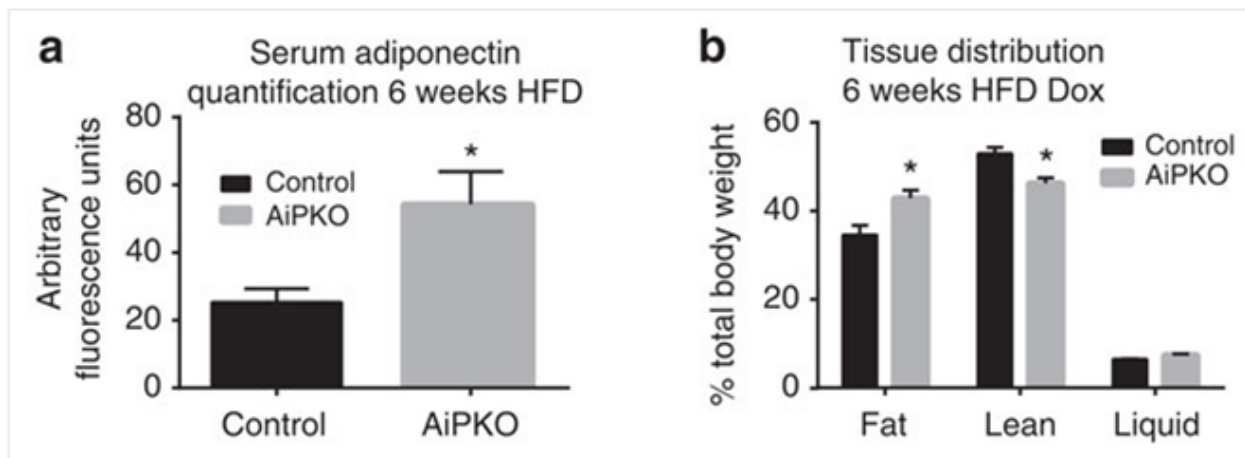 a
Serum adiponectin
quantification 6 weeks HFD
Arbitrary
fluorescence units
80
60
40
20
0
*
Control
AiPKO
Control
AiPKO
b
Tissue distribution
6 weeks HFD Dox
% total body weight
60
40
20
0
*
*
Control
AiPKO
Fat
Lean
Liquid